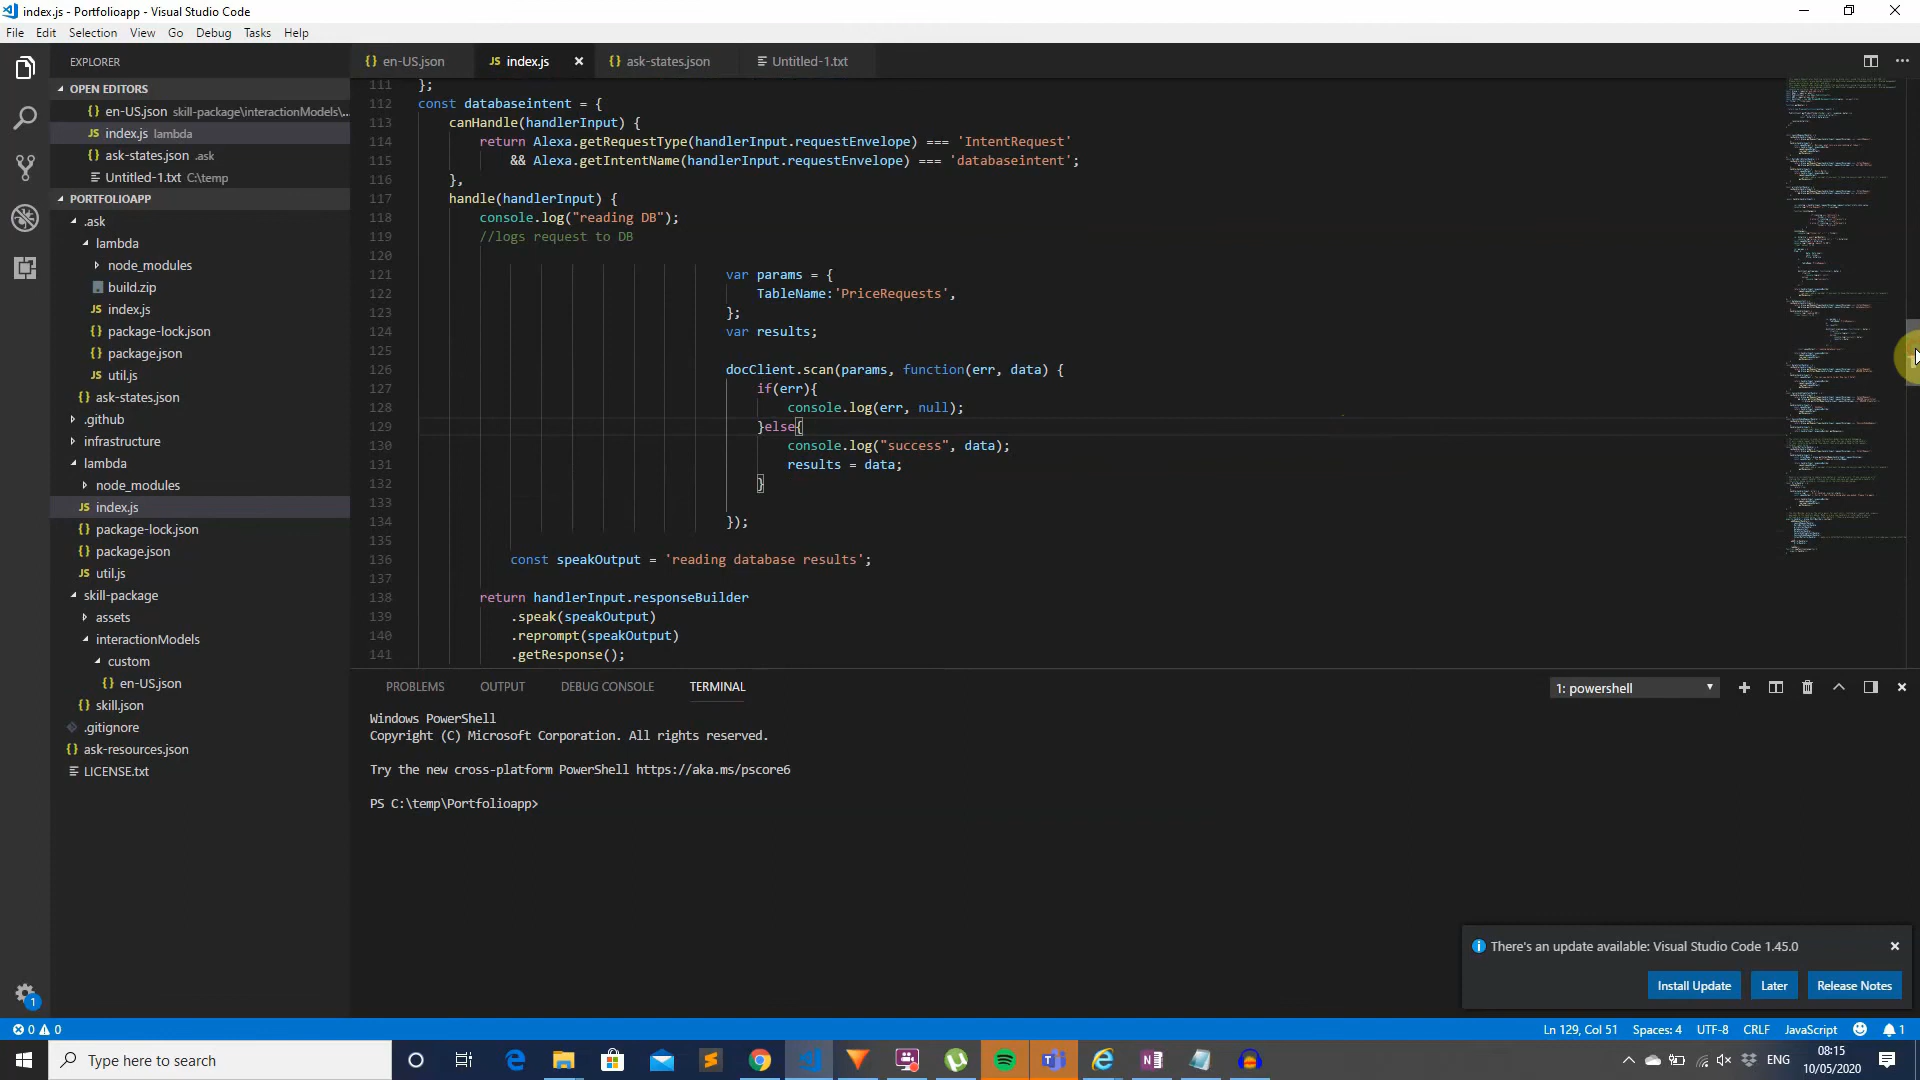 index.js - Portfolioapp - Visual Studio Code
File Edit Selection View Go Debug Tasks Help
EXPLORER
OPEN EDITORS
{} en-US.json skill-package\interactionModels\...
JS index.js lambda
{} ask-states.json .ask
Untitled-1.txt C:\temp
PORTFOLIOAPP
.ask
lambda
node_modules
build.zip
JS index.js
{} package-lock.json
{} package.json
JS util.js
{} ask-states.json
.github
infrastructure
lambda
node_modules
JS index.js
{} package-lock.json
{} package.json
JS util.js
skill-package
assets
interactionModels
custom
{} en-US.json
{} skill.json
.gitignore
{} ask-resources.json
LICENSE.txt
1
{} en-US.json JS index.js × {} ask-states.json Untitled-1.txt
111 };
112 const databaseintent = {
113 canHandle(handlerInput) {
114 return Alexa.getRequestType(handlerInput.requestEnvelope) === 'IntentRequest'
115 && Alexa.getIntentName(handlerInput.requestEnvelope) === 'databaseintent';
116 },
117 handle(handlerInput) {
118 console.log("reading DB");
119 //logs request to DB
120
121 var params = {
122 TableName:'PriceRequests',
123 };
124 var results;
125
126 docClient.scan(params, function(err, data) {
127 if(err){
128 console.log(err, null);
129 }else{
130 console.log("success", data);
131 results = data;
132 }
133
134 });
135
136 const speakOutput = 'reading database results';
137
138 return handlerInput.responseBuilder
139 .speak(speakOutput)
140 .reprompt(speakOutput)
141 .getResponse();
PROBLEMS OUTPUT DEBUG CONSOLE TERMINAL
1: powershell
Windows PowerShell
Copyright (C) Microsoft Corporation. All rights reserved.
Try the new cross-platform PowerShell https://aka.ms/pscore6
PS C:\temp\Portfolioapp>
There's an update available: Visual Studio Code 1.45.0
Install Update Later Release Notes
0 0
Ln 129, Col 51 Spaces: 4 UTF-8 CRLF JavaScript 1
Type here to search
ENG
08:15
10/05/2020